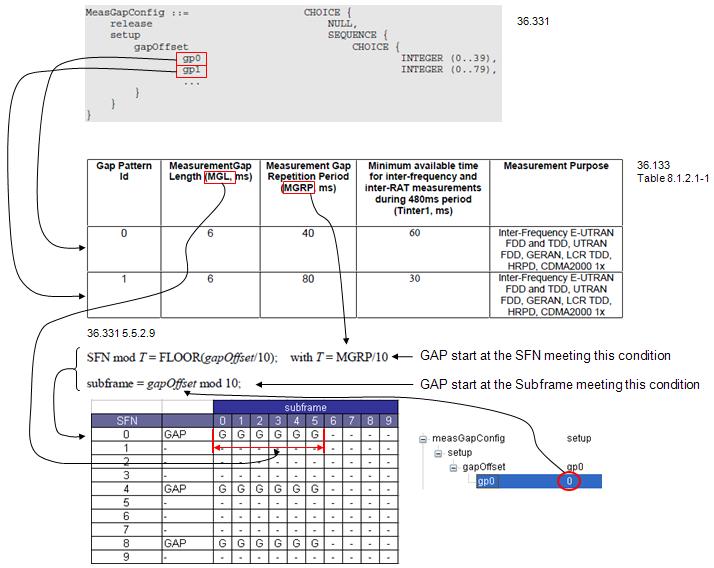 MeasGapConfig ::= CHOICE {
release NULL,
setup SEQUENCE {
gapOffset CHOICE {
gp0 INTEGER (0..39),
gp1 INTEGER (0..79),
...
}
}
}
36.331
Gap Pattern Id
MeasurementGap Length (MGL, ms)
Measurement Gap Repetition Period (MGRP, ms)
Minimum available time for inter-frequency and inter-RAT measurements during 480ms period (Tinter1, ms)
Measurement Purpose
36.133
Table 8.1.2.1-1
0 6 40 60 Inter-Frequency E-UTRAN FDD and TDD, UTRAN FDD, GERAN, LCR TDD, HRPD, CDMA2000 1x
1 6 80 30 Inter-Frequency E-UTRAN FDD and TDD, UTRAN FDD, GERAN, LCR TDD, HRPD, CDMA2000 1x
36.331 5.5.2.9
SFN mod T = FLOOR(gapOffset/10); with T = MGRP/10
GAP start at the SFN meeting this condition
subframe = gapOffset mod 10;
GAP start at the Subframe meeting this condition
subframe
SFN 0 1 2 3 4 5 6 7 8 9
0 GAP G G G G G G - - - -
1 - - - - - - - - - - -
2 - - - - - - - - - - -
3 - - - - - - - - - - -
4 GAP G G G G G G - - - -
5 - - - - - - - - - - -
6 - - - - - - - - - - -
7 - - - - - - - - - - -
8 GAP G G G G G G - - - -
9 - - - - - - - - - - -
measGapConfig setup
setup
gapOffset gp0
gp0 0